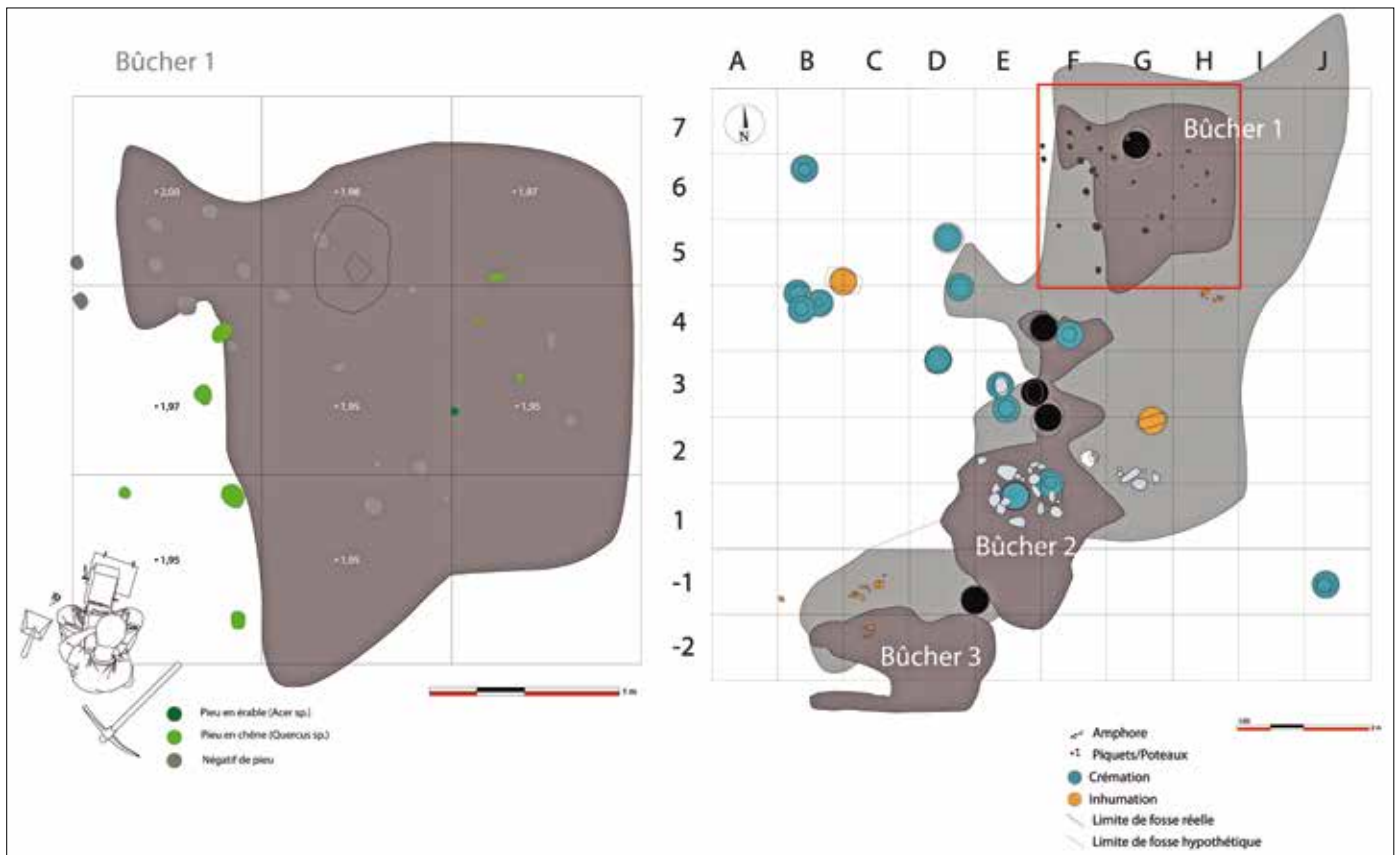 Bûcher 1
+2,00
+1,98
+1,97
+1,97
+1,95
+1,95
+1,95
+1,95
1 m
Pieu en érable (Acer sp.)
Pieu en chêne (Quercus sp.)
Négatif de pieu
A B C D E F G H I J
7
6
5
4
3
2
1
-1
-2
N
Bûcher 1
Bûcher 2
Bûcher 3
Amphore
Piquets/Poteaux
Crémation
Inhumation
Limite de fosse réelle
Limite de fosse hypothétique